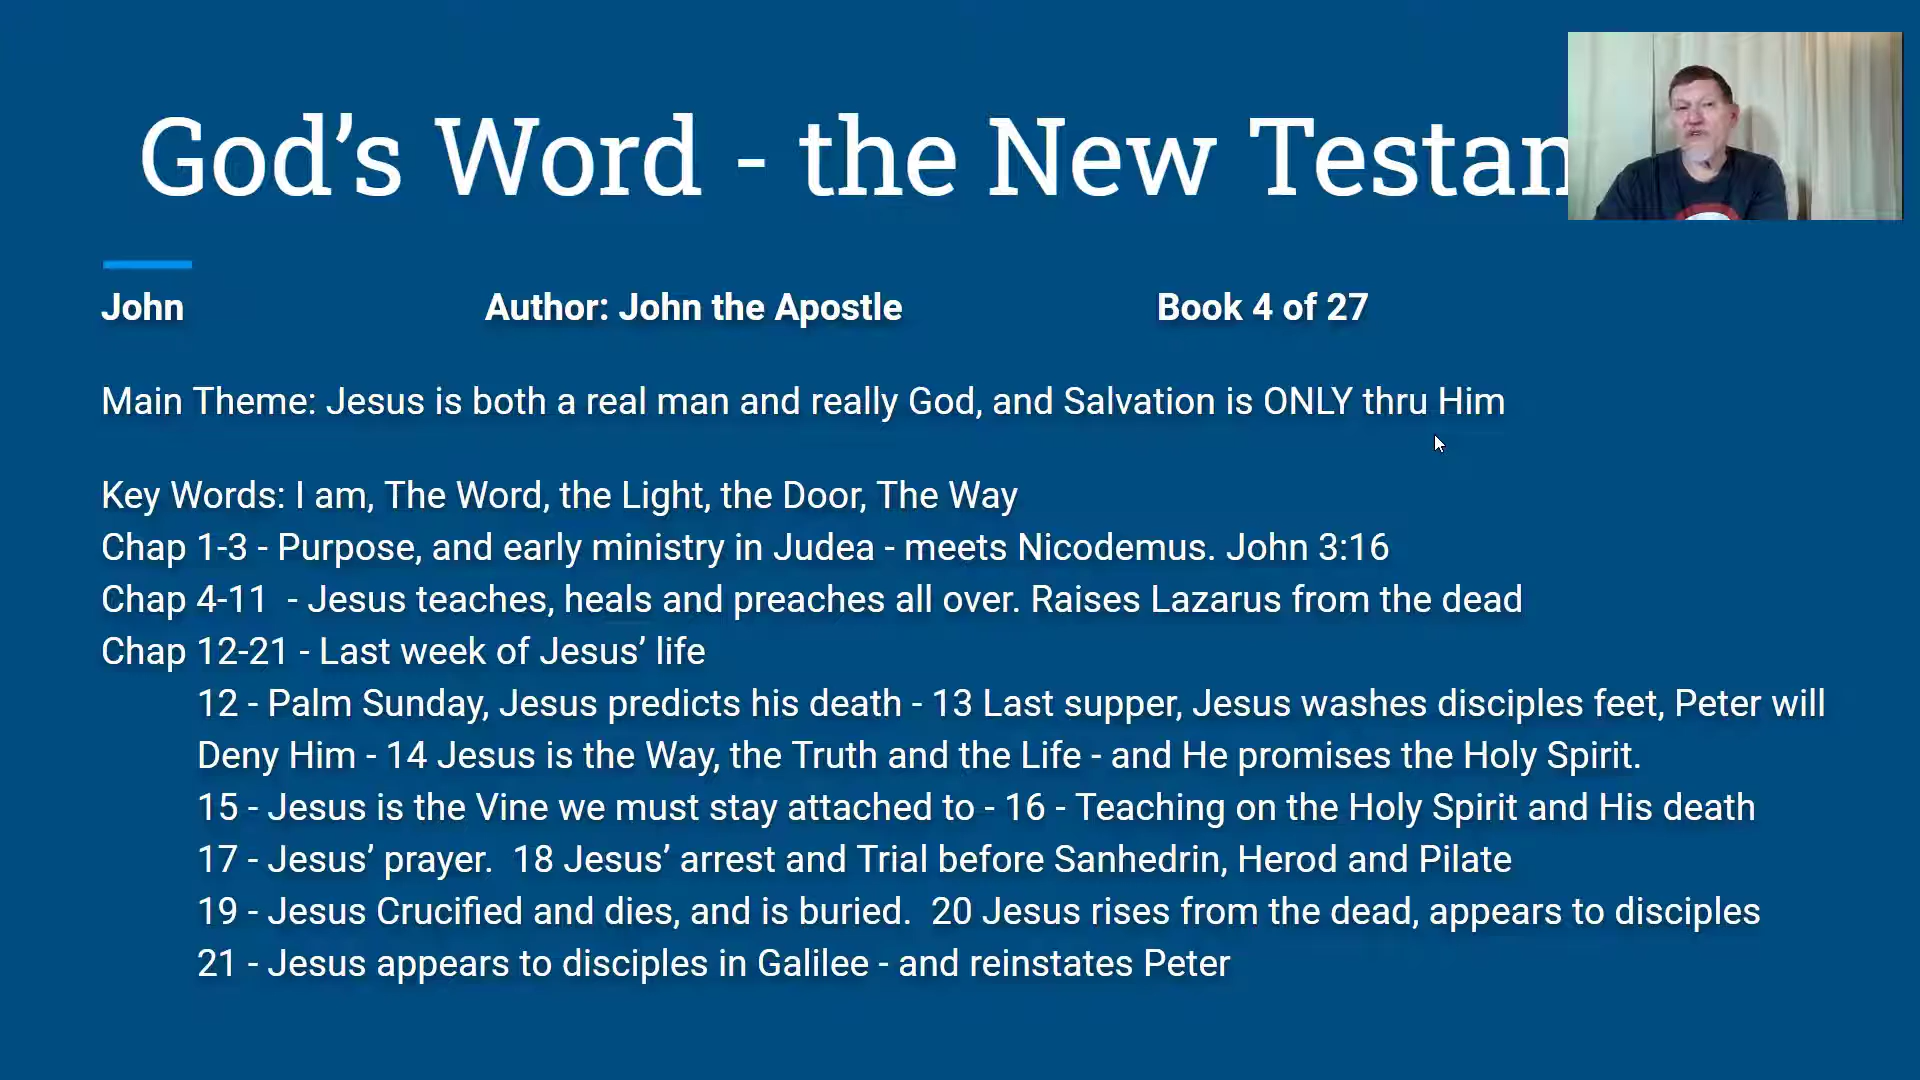 God's Word - the New Testam
John Author: John the Apostle Book 4 of 27
Main Theme: Jesus is both a real man and really God, and Salvation is ONLY thru Him
Key Words: I am, The Word, the Light, the Door, The Way
Chap 1-3 - Purpose, and early ministry in Judea - meets Nicodemus. John 3:16
Chap 4-11 - Jesus teaches, heals and preaches all over. Raises Lazarus from the dead
Chap 12-21 - Last week of Jesus' life
12 - Palm Sunday, Jesus predicts his death - 13 Last supper, Jesus washes disciples feet, Peter will
Deny Him - 14 Jesus is the Way, the Truth and the Life - and He promises the Holy Spirit.
15 - Jesus is the Vine we must stay attached to - 16 - Teaching on the Holy Spirit and His death
17 - Jesus' prayer. 18 Jesus' arrest and Trial before Sanhedrin, Herod and Pilate
19 - Jesus Crucified and dies, and is buried. 20 Jesus rises from the dead, appears to disciples
21 - Jesus appears to disciples in Galilee - and reinstates Peter